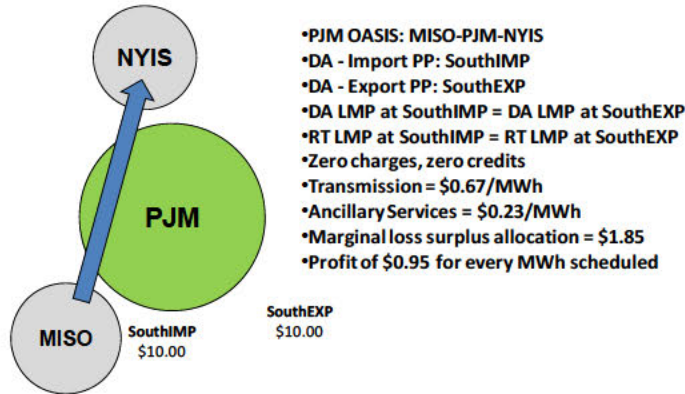 NYIS
•PJM OASIS: MISO-PJM-NYIS
•DA - Import PP: SouthIMP
•DA - Export PP: SouthEXP
•DA LMP at SouthIMP = DA LMP at SouthEXP
•RT LMP at SouthIMP = RT LMP at SouthEXP
•Zero charges, zero credits
•Transmission = $0.67/MWh
•Ancillary Services = $0.23/MWh
•Marginal loss surplus allocation = $1.85
•Profit of $0.95 for every MWh scheduled
PJM
MISO
SouthIMP
$10.00
SouthEXP
$10.00